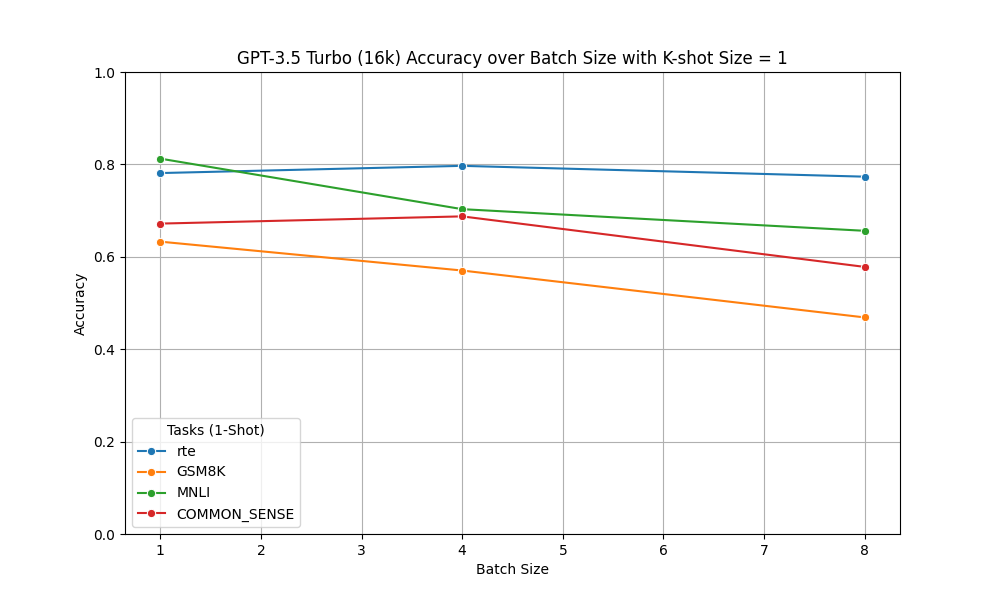 GPT-3.5 Turbo (16k) Accuracy over Batch Size with K-shot Size = 1
Accuracy
1.0
0.8
0.6
0.4
0.2
0.0
Tasks (1-Shot)
rte
GSM8K
MNLI
COMMON_SENSE
1 2 3 4 5 6 7 8
Batch Size